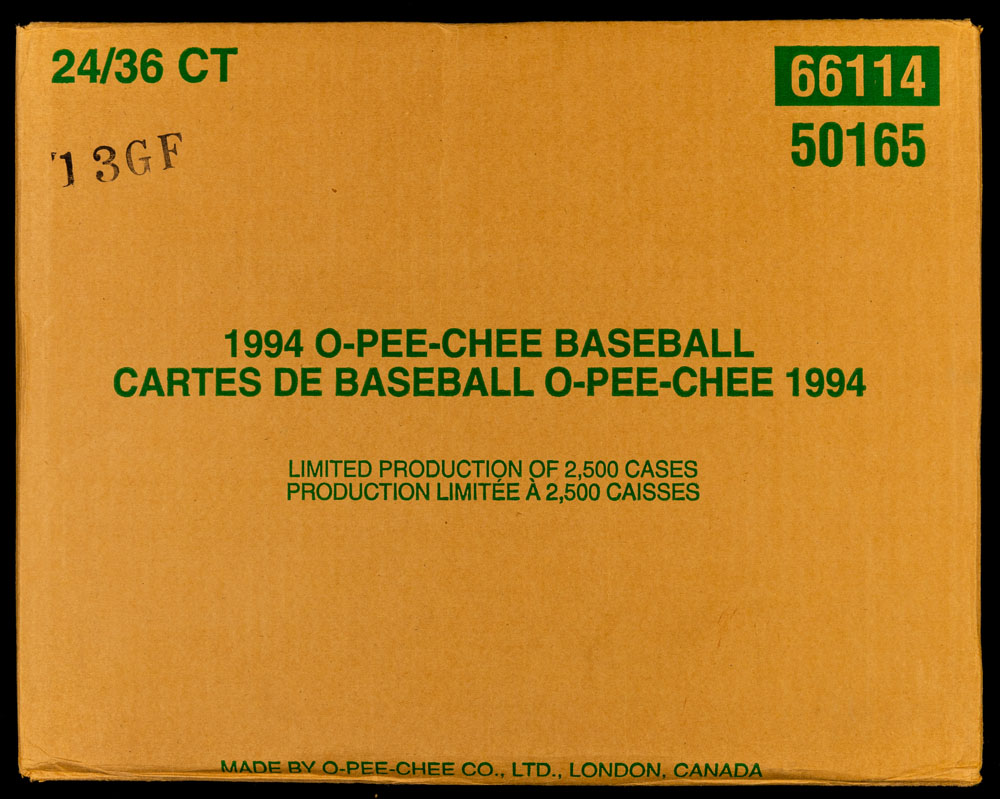 24/36 CT
66114
50165
13GF
1994 O-PEE-CHEE BASEBALL
CARTES DE BASEBALL O-PEE-CHEE 1994
LIMITED PRODUCTION OF 2,500 CASES
PRODUCTION LIMITÉE À 2,500 CAISSES
MADE BY O-PEE-CHEE CO., LTD., LONDON, CANADA